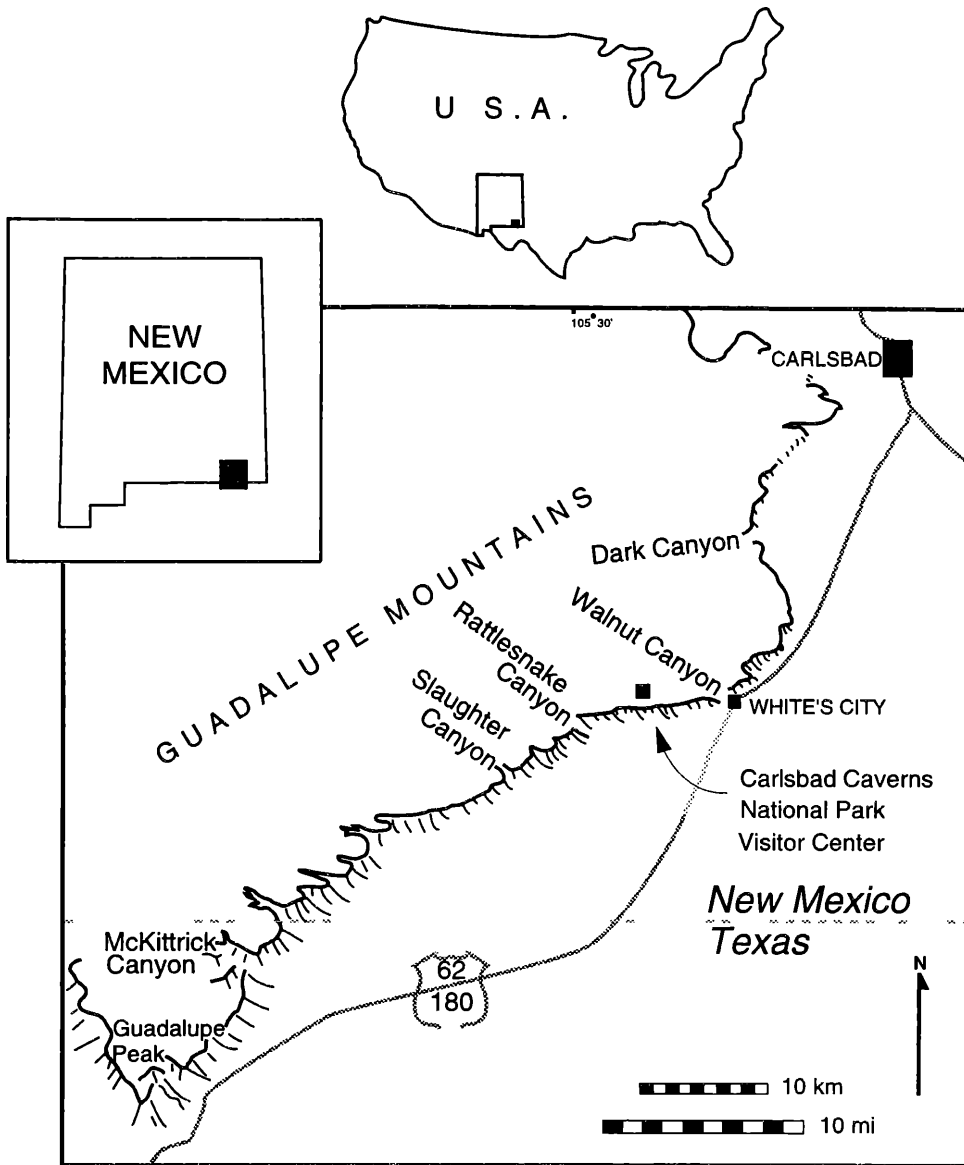 U S.A.
NEW
MEXICO
105° 30'
CARLSBAD
GUADALUPE MOUNTAINS
Dark Canyon
Walnut Canyon
Rattlesnake
Canyon
Slaughter
Canyon
WHITE'S CITY
Carlsbad Caverns
National Park
Visitor Center
New Mexico
Texas
McKittrick
Canyon
Guadalupe
Peak
62
180
N
10 km
10 mi